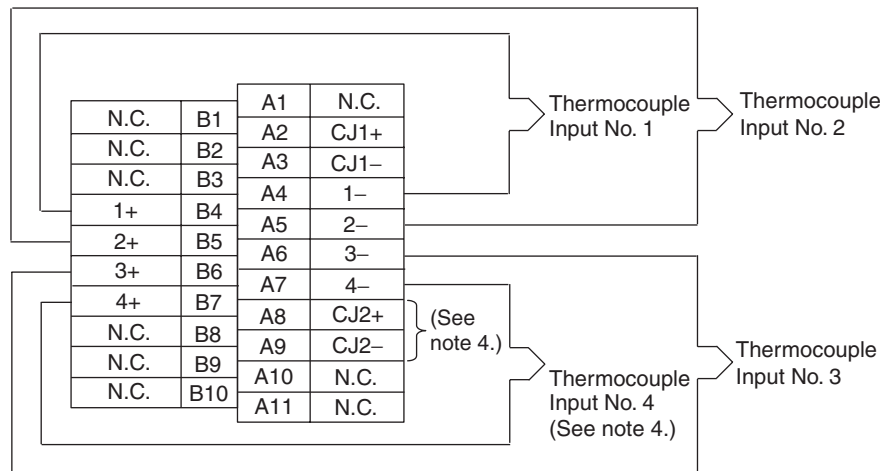 N.C. B1
N.C. B2
N.C. B3
1+ B4
2+ B5
3+ B6
4+ B7
N.C. B8
N.C. B9
N.C. B10
A1 N.C.
A2 CJ1+
A3 CJ1−
A4 1−
A5 2−
A6 3−
A7 4−
A8 CJ2+
A9 CJ2−
A10 N.C.
A11 N.C.
(See
note 4.)
Thermocouple
Input No. 1
Thermocouple
Input No. 2
Thermocouple
Input No. 4
(See note 4.)
Thermocouple
Input No. 3